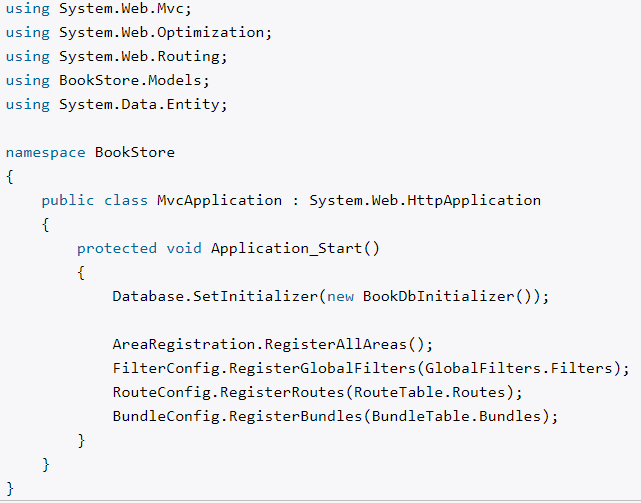 using System.Web.Mvc;
using System.Web.Optimization;
using System.Web.Routing;
using BookStore.Models;
using System.Data.Entity;

namespace BookStore
{
    public class MvcApplication : System.Web.HttpApplication
    {
        protected void Application_Start()
        {
            Database.SetInitializer(new BookDbInitializer());

            AreaRegistration.RegisterAllAreas();
            FilterConfig.RegisterGlobalFilters(GlobalFilters.Filters);
            RouteConfig.RegisterRoutes(RouteTable.Routes);
            BundleConfig.RegisterBundles(BundleTable.Bundles);
        }
    }
}